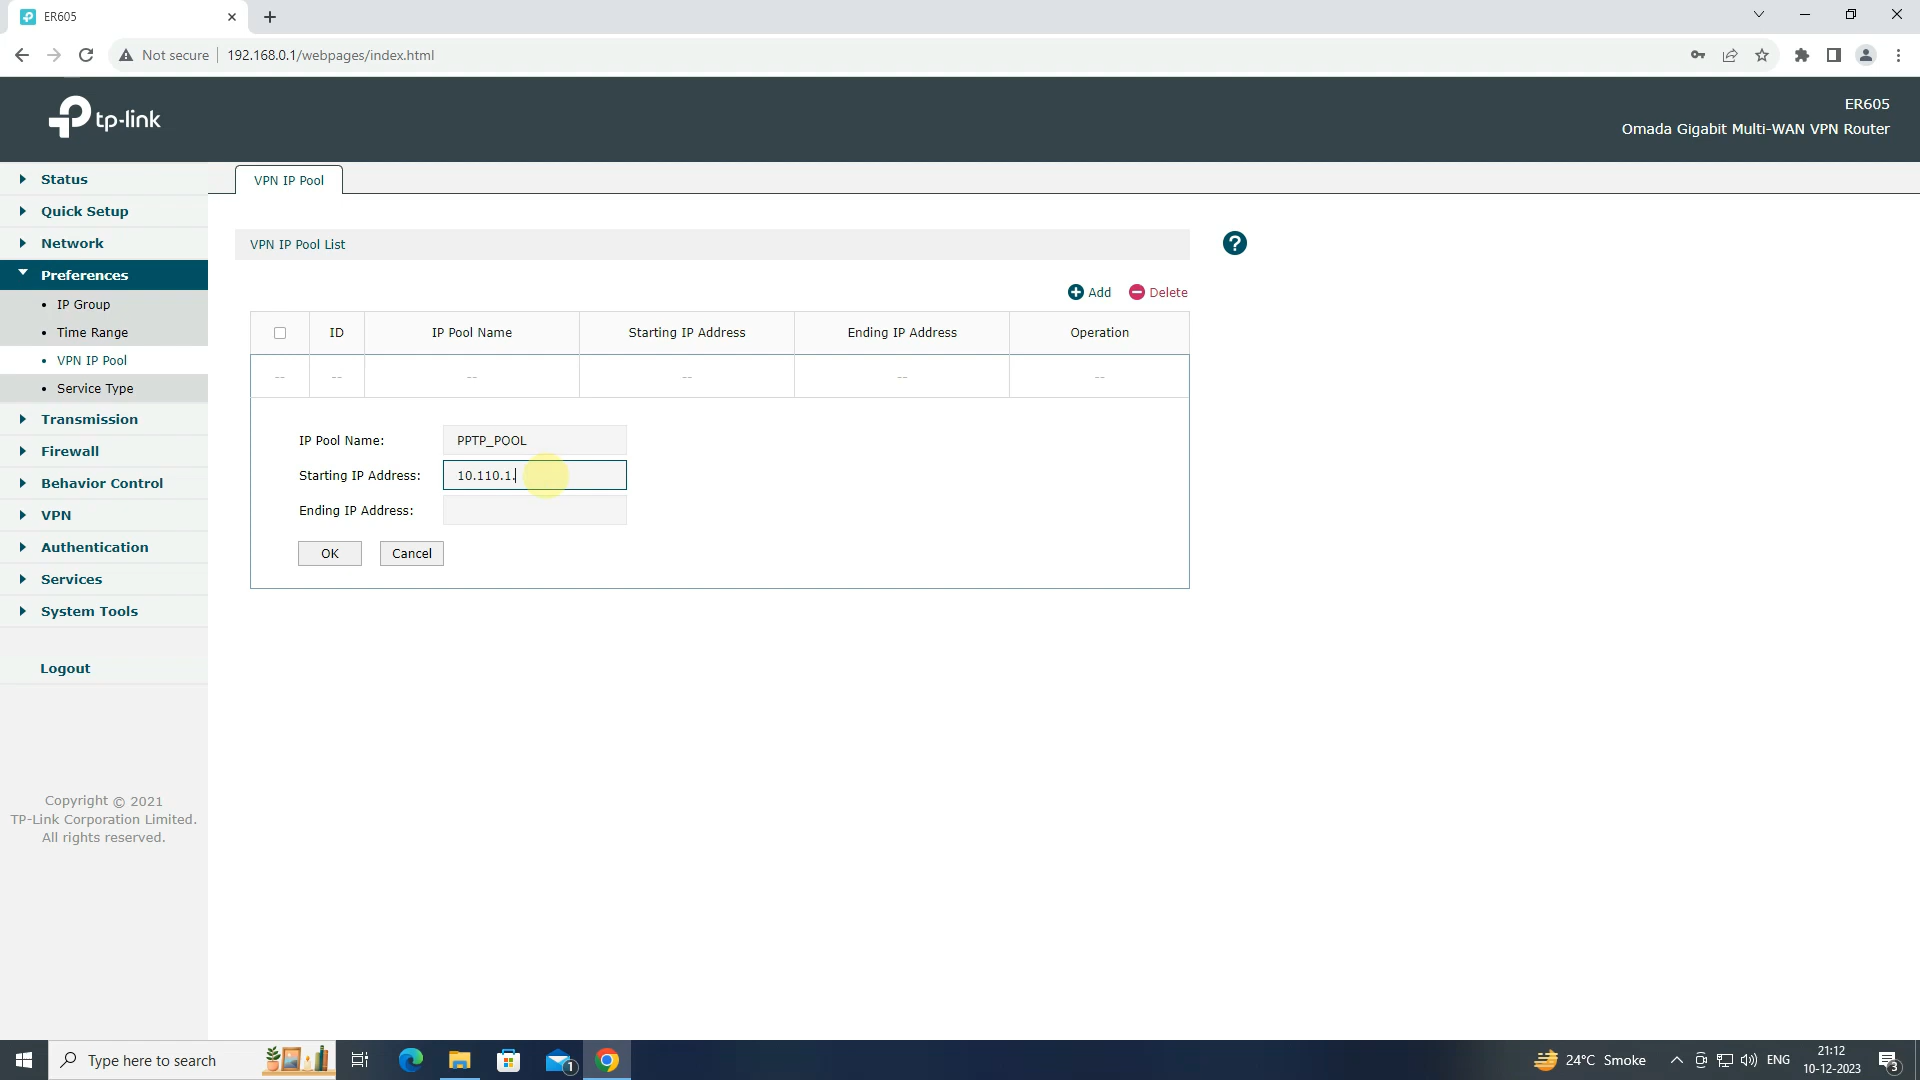 ER605
Not secure
192.168.0.1/webpages/index.html
tp-link
ER605
Omada Gigabit Multi-WAN VPN Router
Status
Quick Setup
Network
Preferences
IP Group
Time Range
VPN IP Pool
Service Type
Transmission
Firewall
Behavior Control
VPN
Authentication
Services
System Tools
Logout
Copyright © 2021
TP-Link Corporation Limited.
All rights reserved.
VPN IP Pool
VPN IP Pool List
?
Add Delete
ID IP Pool Name Starting IP Address Ending IP Address Operation
-- -- -- -- -- --
IP Pool Name: PPTP_POOL
Starting IP Address: 10.110.1.
Ending IP Address:
OK Cancel
Type here to search
1
24°C Smoke
ENG
21:12
10-12-2023
3